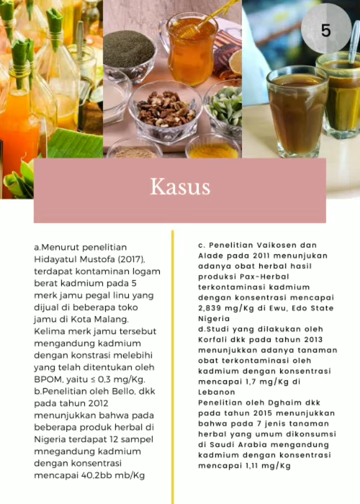 5
Kasus
a.Menurut penelitian
Hidayatul Mustofa (2017),
terdapat kontaminan logam
berat kadmium pada 5
merk jamu pegal linu yang
dijual di beberapa toko
jamu di Kota Malang.
Kelima merk jamu tersebut
mengandung kadmium
dengan konstrasi melebihi
yang telah ditentukan oleh
BPOM, yaitu ≤ 0,3 mg/Kg.
b.Penelitian oleh Bello, dkk
pada tahun 2012
menunjukkan bahwa pada
beberapa produk herbal di
Nigeria terdapat 12 sampel
mnegandung kadmium
dengan konsentrasi
mencapai 40,2bb mb/Kg
c. Penelitian Vaikosen dan
Alade pada 2011 menunjukan
adanya obat herbal hasil
produksi Pax-Herbal
terkontaminasi kadmium
dengan konsentrasi mencapai
2,839 mg/Kg di Ewu, Edo State
Nigeria
d.Studi yang dilakukan oleh
Korfali dkk pada tahun 2013
menunjukkan adanya tanaman
obat terkontaminasi oleh
kadmium dengan konsentrasi
mencapai 1,7 mg/Kg di
Lebanon
Penelitian oleh Dghaim dkk
pada tahun 2015 menunjukkan
bahwa pada 7 jenis tanaman
herbal yang umum dikonsumsi
di Saudi Arabia mengandung
kadmium dengan konsentrasi
mencapai 1,11 mg/Kg